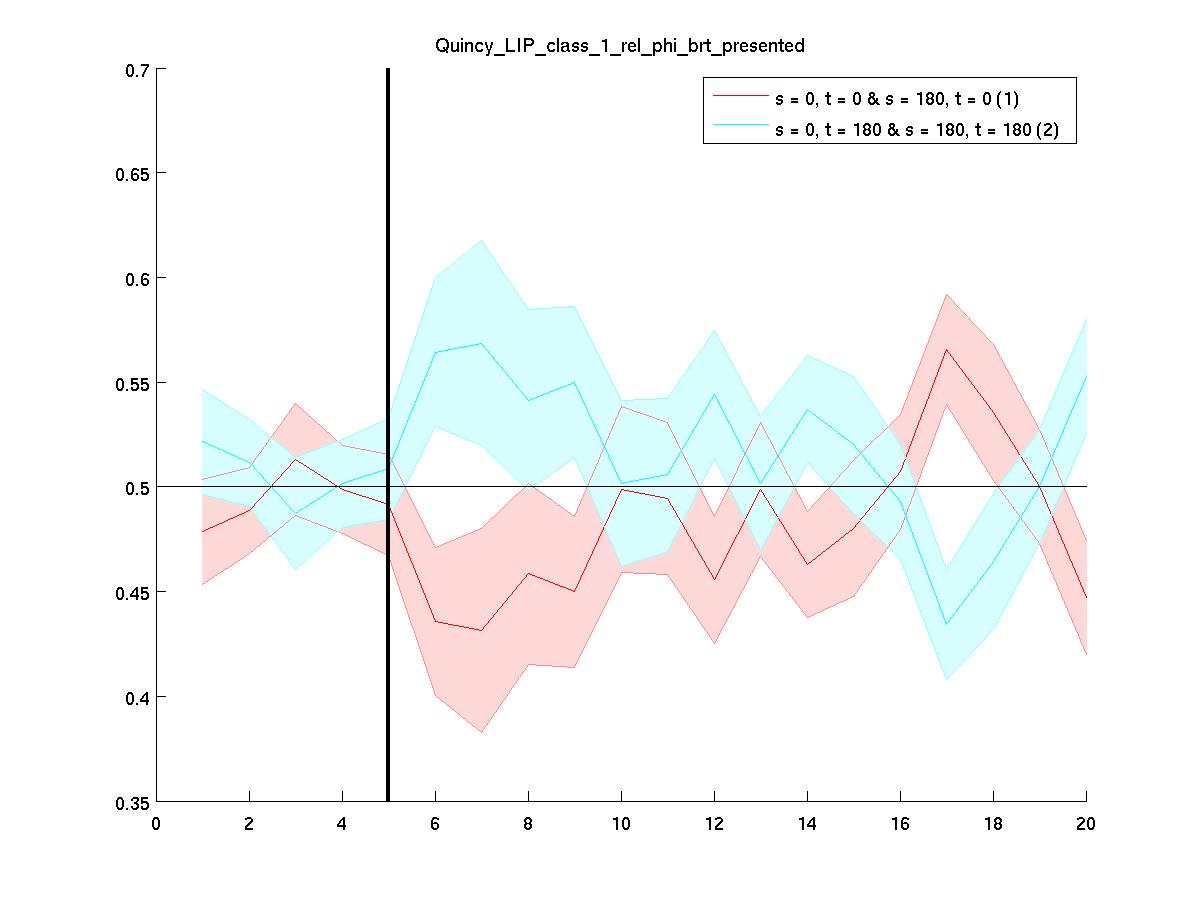 Quincy_LIP_class_1_rel_phi_brt_presented
0.7
s = 0, t = 0 & s = 180, t = 0 (1)
s = 0, t = 180 & s = 180, t = 180 (2)
0.65
0.6
0.55
0.5
0.45
0.4
0.35
0 2 4 6 8 10 12 14 16 18 20